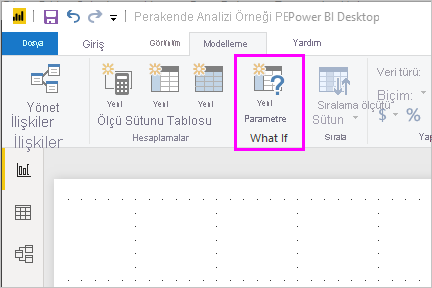 Perakende Analizi Örneği PEPower BI Desktop
Dosya Giriş Görünüm Modelleme Yardım
Yönet
İlişkiler
İlişkiler
Yeni Yeni Yeni
Ölçü Sütunu Tablosu
Hesaplamalar
Yeni
Parametre
What If
Sıralama ölçütü
Sütun
Sırala
Veri türü:
Biçim:
$ %
Yap